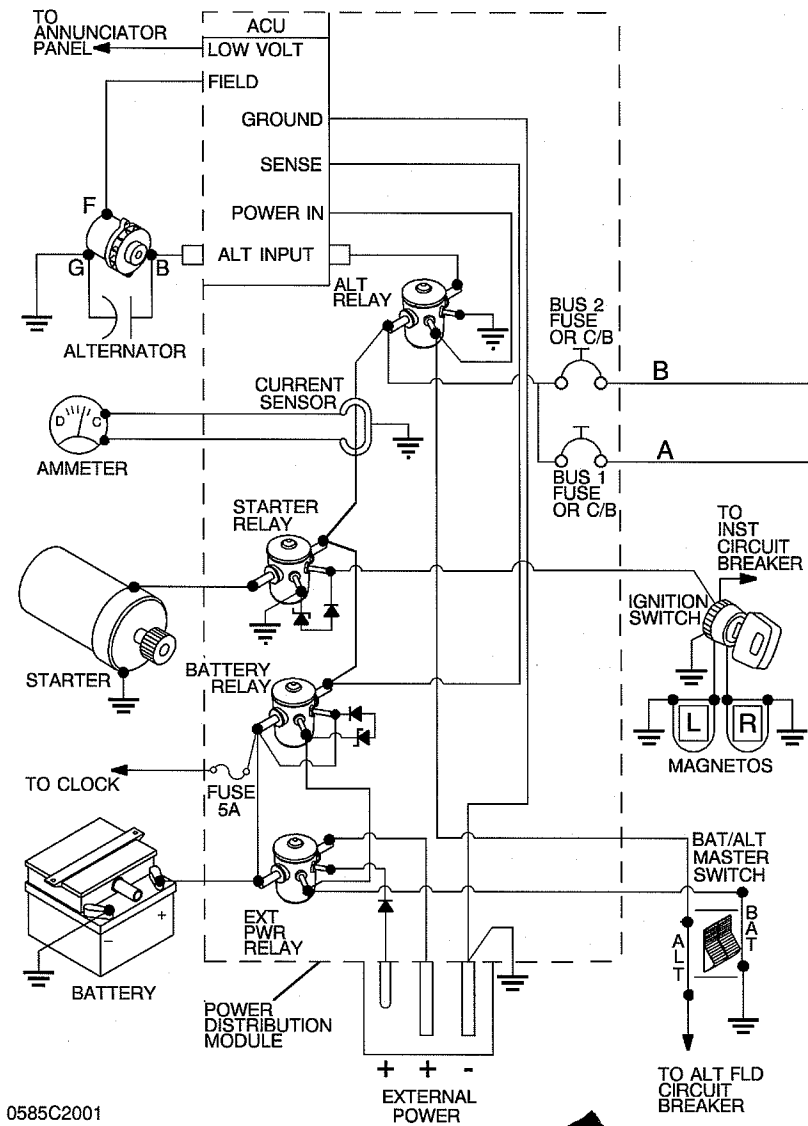 TO
ANNUNCIATOR
PANEL
ACU
LOW VOLT
FIELD
GROUND
SENSE
POWER IN
ALT INPUT
F
G
B
ALTERNATOR
ALT
RELAY
BUS 2
FUSE
OR C/B
B
CURRENT
SENSOR
D
C
AMMETER
A
BUS 1
FUSE
OR C/B
STARTER
RELAY
TO
INST
CIRCUIT
BREAKER
IGNITION
SWITCH
STARTER
BATTERY
RELAY
L
R
MAGNETOS
TO CLOCK
FUSE
5A
BAT/ALT
MASTER
SWITCH
EXT
PWR
RELAY
+
-
BATTERY
ALT
BAT
POWER
DISTRIBUTION
MODULE
+ + -
EXTERNAL
POWER
TO ALT FLD
CIRCUIT
BREAKER
0585C2001